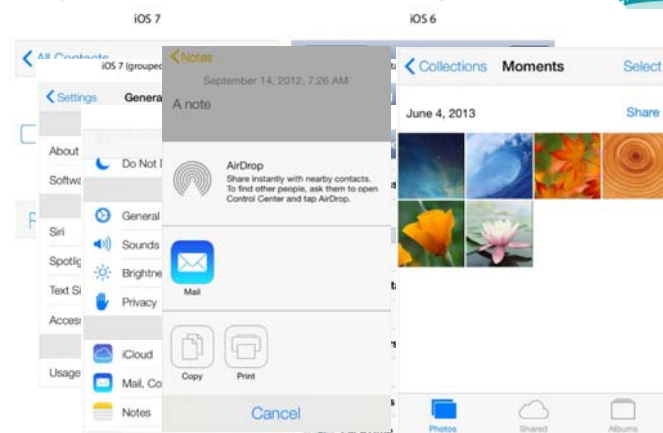 iOS 7
iOS 6
All Contacts
iOS 7 (grouped
Settings
Genera
About
Softwa
Siri
Spotlig
Text Si
Access
Usage
Do Not
General
Sounds
Brightne
Privacy
iCloud
Mail, Co
Notes
Notes
September 14, 2012, 7:26 AM
A note
AirDrop
Share instantly with nearby contacts.
To find other people, ask them to open
Control Center and tap AirDrop.
Mail
Copy Print
Cancel
Collections Moments Select
June 4, 2013 Share
Photos Shared Albums